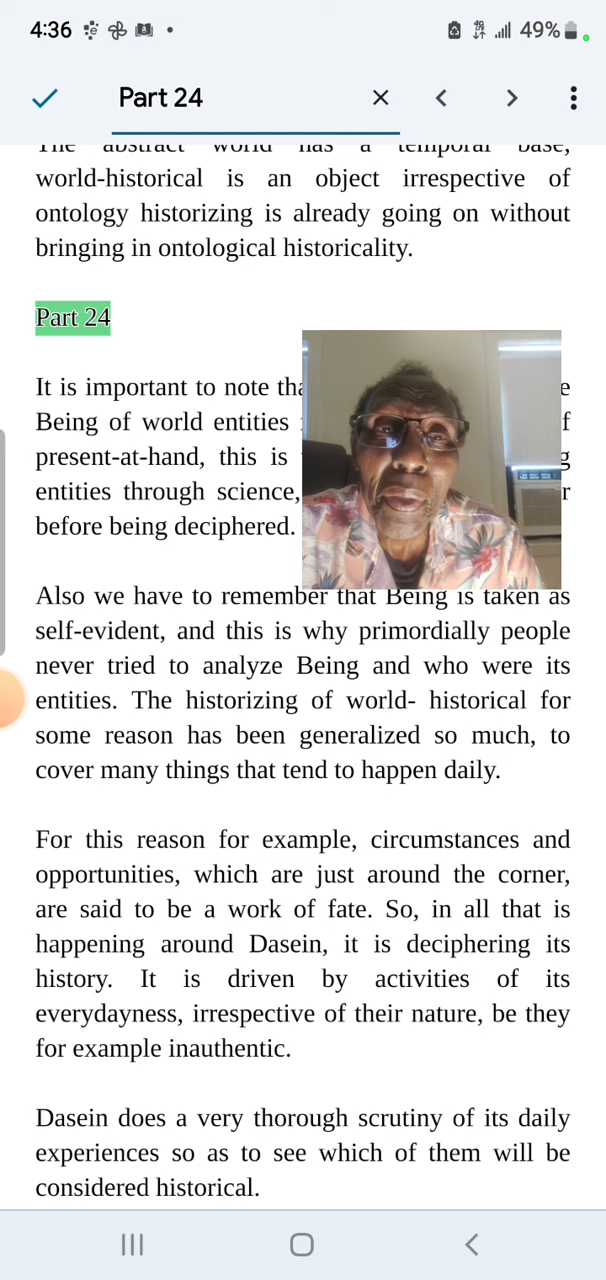 4:36
49%
Part 24
world-historical is an object irrespective of
ontology historizing is already going on without
bringing in ontological historicality.
Part 24
It is important to note
Being of world entities
present-at-hand, this is
entities through science,
before being deciphered.
Also we have to remember that Being is taken as
self-evident, and this is why primordially people
never tried to analyze Being and who were its
entities. The historizing of world- historical for
some reason has been generalized so much, to
cover many things that tend to happen daily.
For this reason for example, circumstances and
opportunities, which are just around the corner,
are said to be a work of fate. So, in all that is
happening around Dasein, it is deciphering its
history. It is driven by activities of its
everydayness, irrespective of their nature, be they
for example inauthentic.
Dasein does a very thorough scrutiny of its daily
experiences so as to see which of them will be
considered historical.